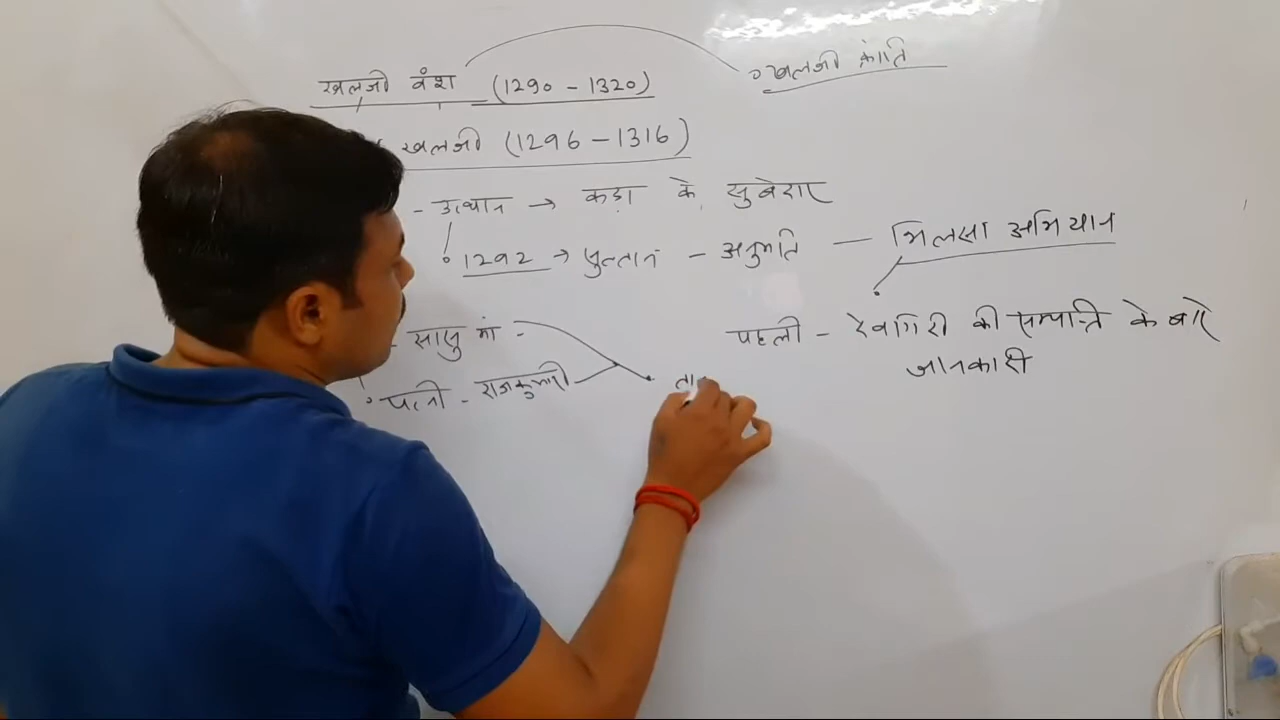 खलजी वंश (1290 - 1320)
खलजी क्रांति
खलजी (1296 - 1316)
- उत्थान → कड़ा के सुबेदार
1292 → सुल्तान - अनुमति — भिलसा अभियान
- सासु मां -
पहली - देवगिरी की सम्पत्ति के बारे
जानकारी
पत्नी - राजकुमारी
ता